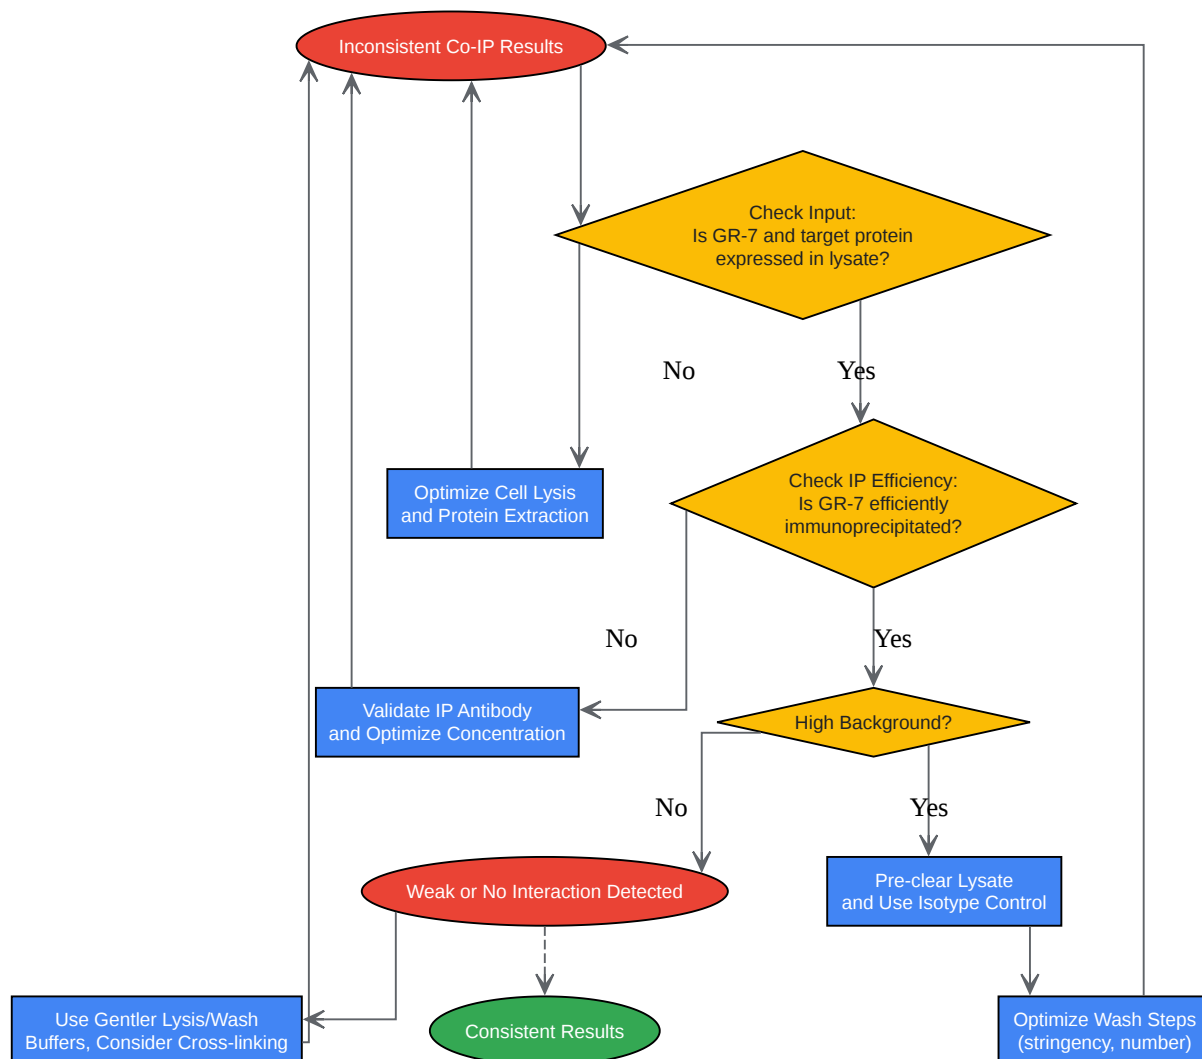 Inconsistent Co-IP Results
Check Input:
Is GR-7 and target protein
expressed in lysate?
No
Yes
Optimize Cell Lysis
and Protein Extraction
Check IP Efficiency:
Is GR-7 efficiently
immunoprecipitated?
No
Yes
Validate IP Antibody
and Optimize Concentration
High Background?
No
Yes
Weak or No Interaction Detected
Pre-clear Lysate
and Use Isotype Control
Use Gentler Lysis/Wash
Buffers, Consider Cross-linking
Consistent Results
Optimize Wash Steps
(stringency, number)